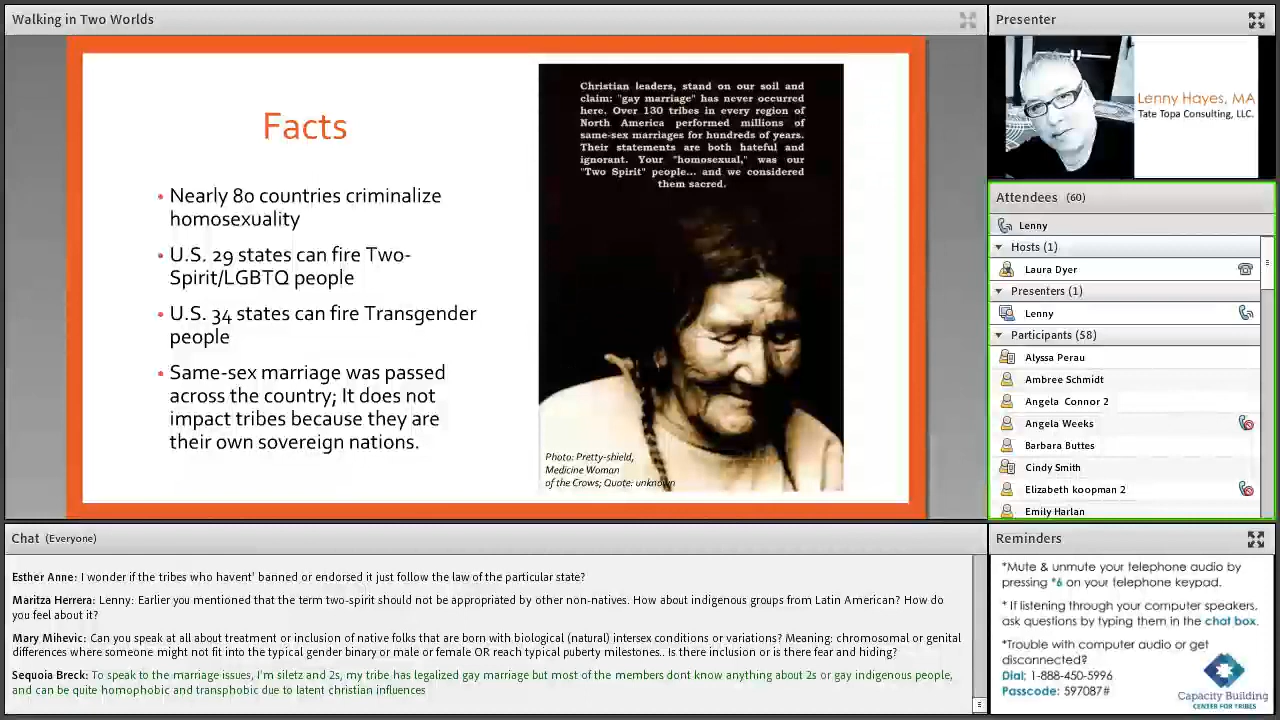 Walking in Two Worlds
Facts
• Nearly 80 countries criminalize
homosexuality
• U.S. 29 states can fire Two-
Spirit/LGBTQ people
• U.S. 34 states can fire Transgender
people
• Same-sex marriage was passed
across the country; It does not
impact tribes because they are
their own sovereign nations.
Christian leaders, stand on our soil and
claim: "gay marriage" has never occurred
here. Over 130 tribes in every region of
North America performed millions of
same-sex marriages for hundreds of years.
Their statements are both hateful and
ignorant. Your "homosexual," was our
"Two Spirit" people... and we considered
them sacred.
Photo: Pretty-shield,
Medicine Woman
of the Crows; Quote: unknown
Presenter
Lenny Hayes, MA
Tate Topa Consulting, LLC.
Attendees (60)
Lenny
Hosts (1)
Laura Dyer
Presenters (1)
Lenny
Participants (58)
Alyssa Perau
Ambree Schmidt
Angela Connor 2
Angela Weeks
Barbara Buttes
Cindy Smith
Elizabeth koopman 2
Emily Harlan
Chat (Everyone)
Esther Anne: I wonder if the tribes who havent' banned or endorsed it just follow the law of the particular state?
Maritza Herrera: Lenny: Earlier you mentioned that the term two-spirit should not be appropriated by other non-natives. How about indigenous groups from Latin American? How do
you feel about it?
Mary Mihevic: Can you speak at all about treatment or inclusion of native folks that are born with biological (natural) intersex conditions or variations? Meaning: chromosomal or genital
differences where someone might not fit into the typical gender binary or male or female OR reach typical puberty milestones.. Is there inclusion or is there fear and hiding?
Sequoia Breck: To speak to the marriage issues, I'm siletz and 2s, my tribe has legalized gay marriage but most of the members dont know anything about 2s or gay indigenous people,
and can be quite homophobic and transphobic due to latent christian influences
Reminders
*Mute & unmute your telephone audio by
pressing *6 on your telephone keypad.
* If listening through your computer speakers,
ask questions by typing them in the chat box.
*Trouble with computer audio or get
disconnected?
Dial: 1-888-450-5996
Passcode: 597087#
Capacity Building
CENTER FOR TRIBES